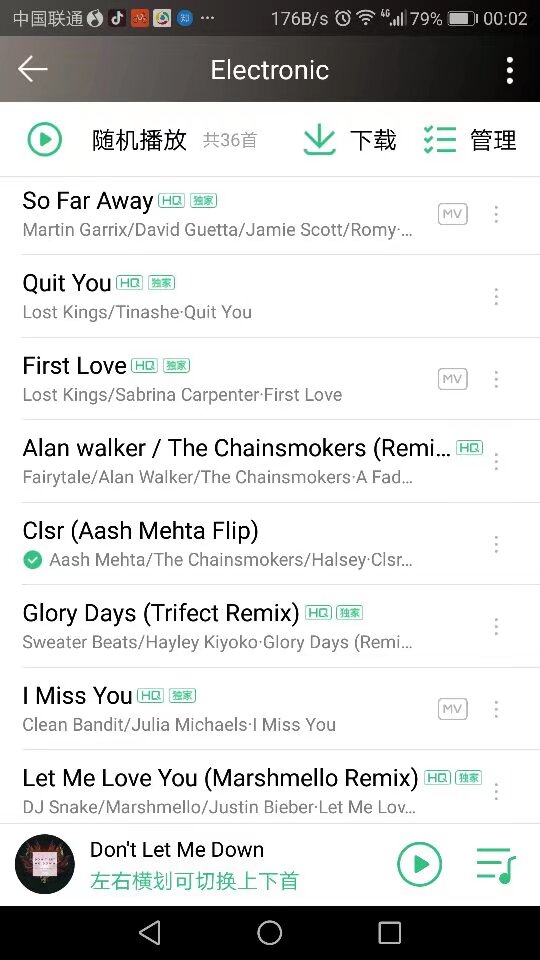 中国联通 知 ··· 176B/s 4G 79% 00:02
Electronic
随机播放 共36首 下载 管理
So Far Away HQ 独家
MV
Martin Garrix/David Guetta/Jamie Scott/Romy·...
Quit You HQ 独家
Lost Kings/Tinashe·Quit You
First Love HQ 独家
MV
Lost Kings/Sabrina Carpenter·First Love
Alan walker / The Chainsmokers (Remi... HQ
Fairytale/Alan Walker/The Chainsmokers·A Fad...
Clsr (Aash Mehta Flip)
Aash Mehta/The Chainsmokers/Halsey·Clsr...
Glory Days (Trifect Remix) HQ 独家
Sweater Beats/Hayley Kiyoko·Glory Days (Remi...
I Miss You HQ 独家
MV
Clean Bandit/Julia Michaels·I Miss You
Let Me Love You (Marshmello Remix) HQ 独家
DJ Snake/Marshmello/Justin Bieber·Let Me Lov...
Don't Let Me Down
左右横划可切换上下首